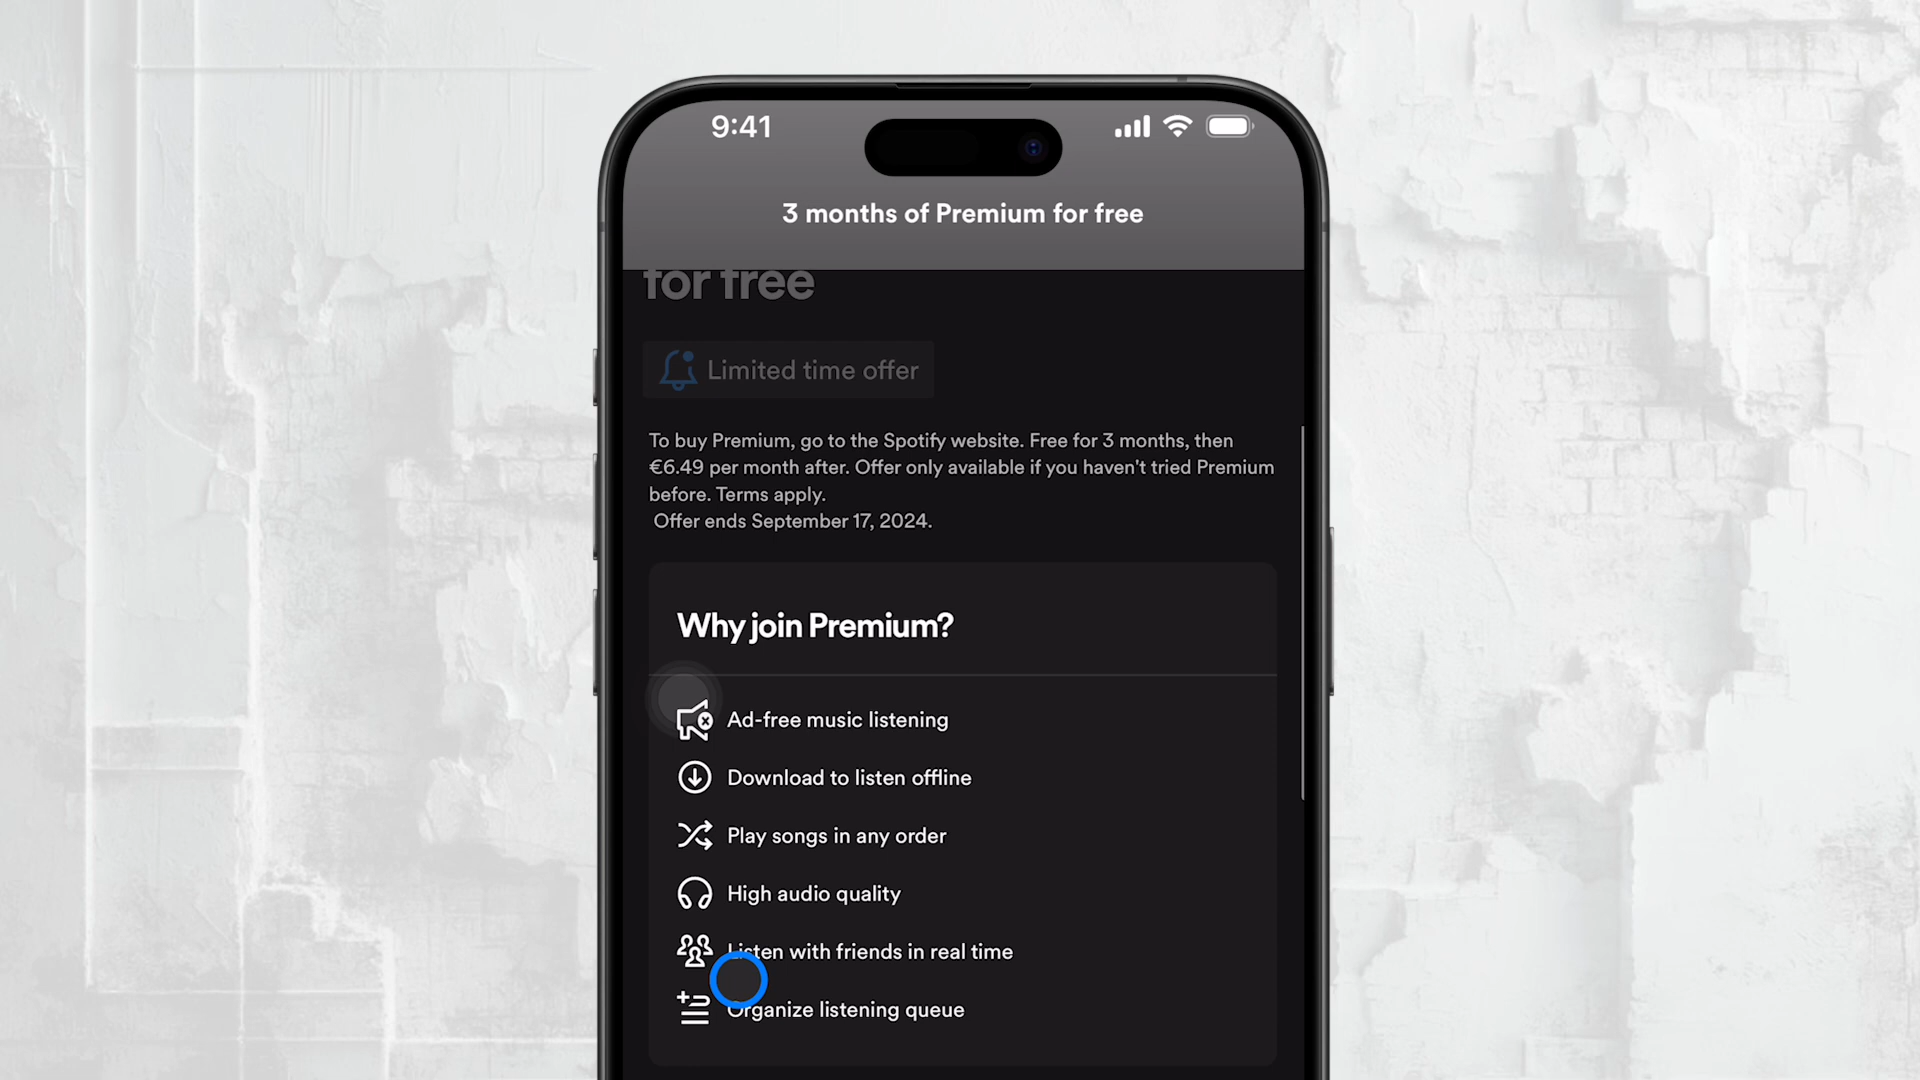 9:41
3 months of Premium for free
for free
Limited time offer
To buy Premium, go to the Spotify website. Free for 3 months, then
€6.49 per month after. Offer only available if you haven't tried Premium
before. Terms apply.
Offer ends September 17, 2024.
Why join Premium?
Ad-free music listening
Download to listen offline
Play songs in any order
High audio quality
Listen with friends in real time
Organize listening queue